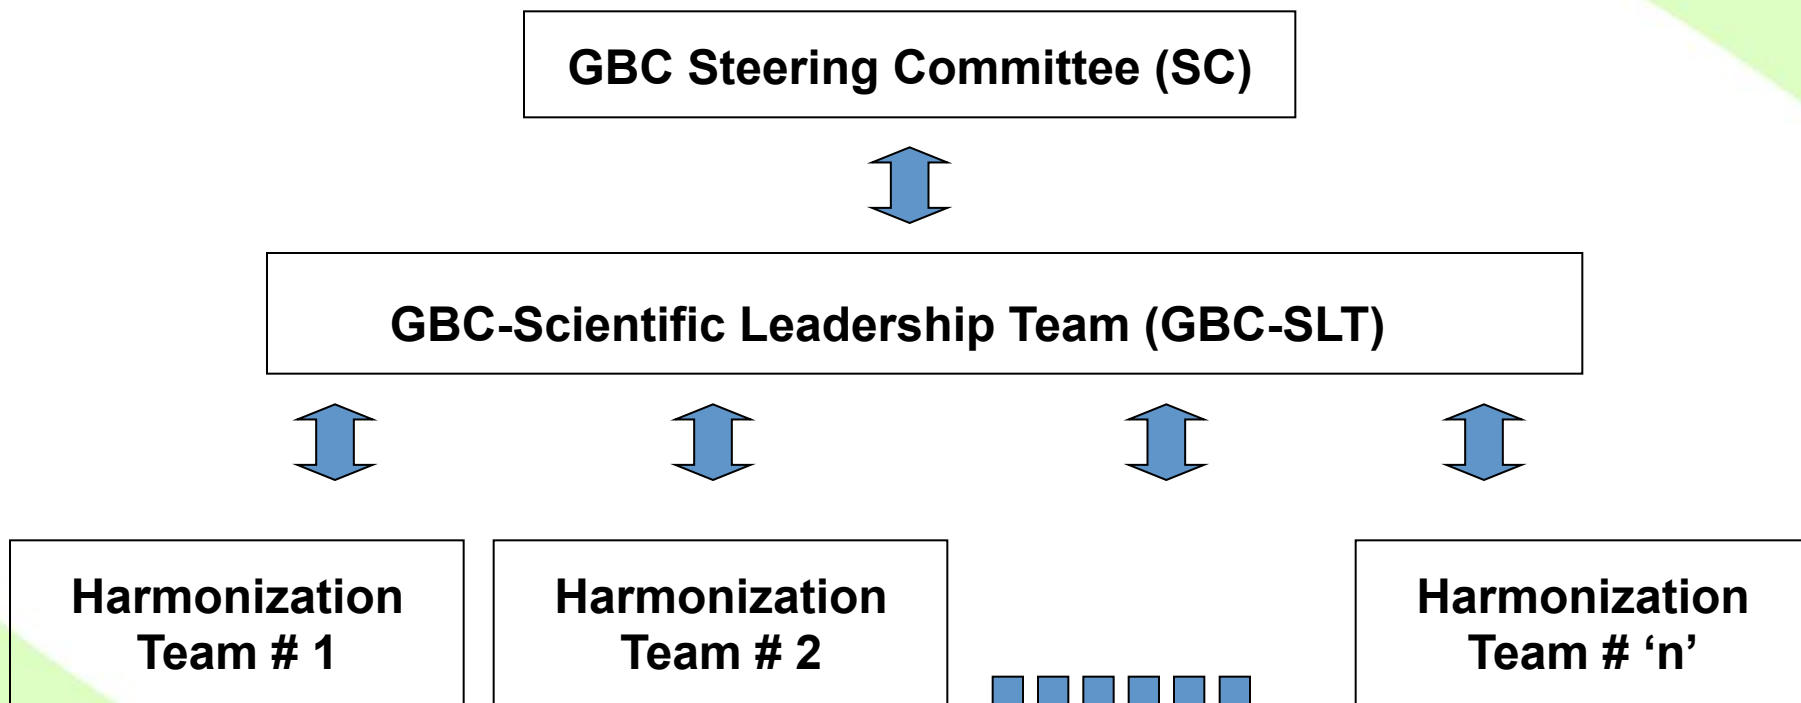 GBC Steering Committee (SC)
GBC-Scientific Leadership Team (GBC-SLT)
Harmonization
Team # 1
Harmonization
Team # 2
Harmonization
Team # ‘n’